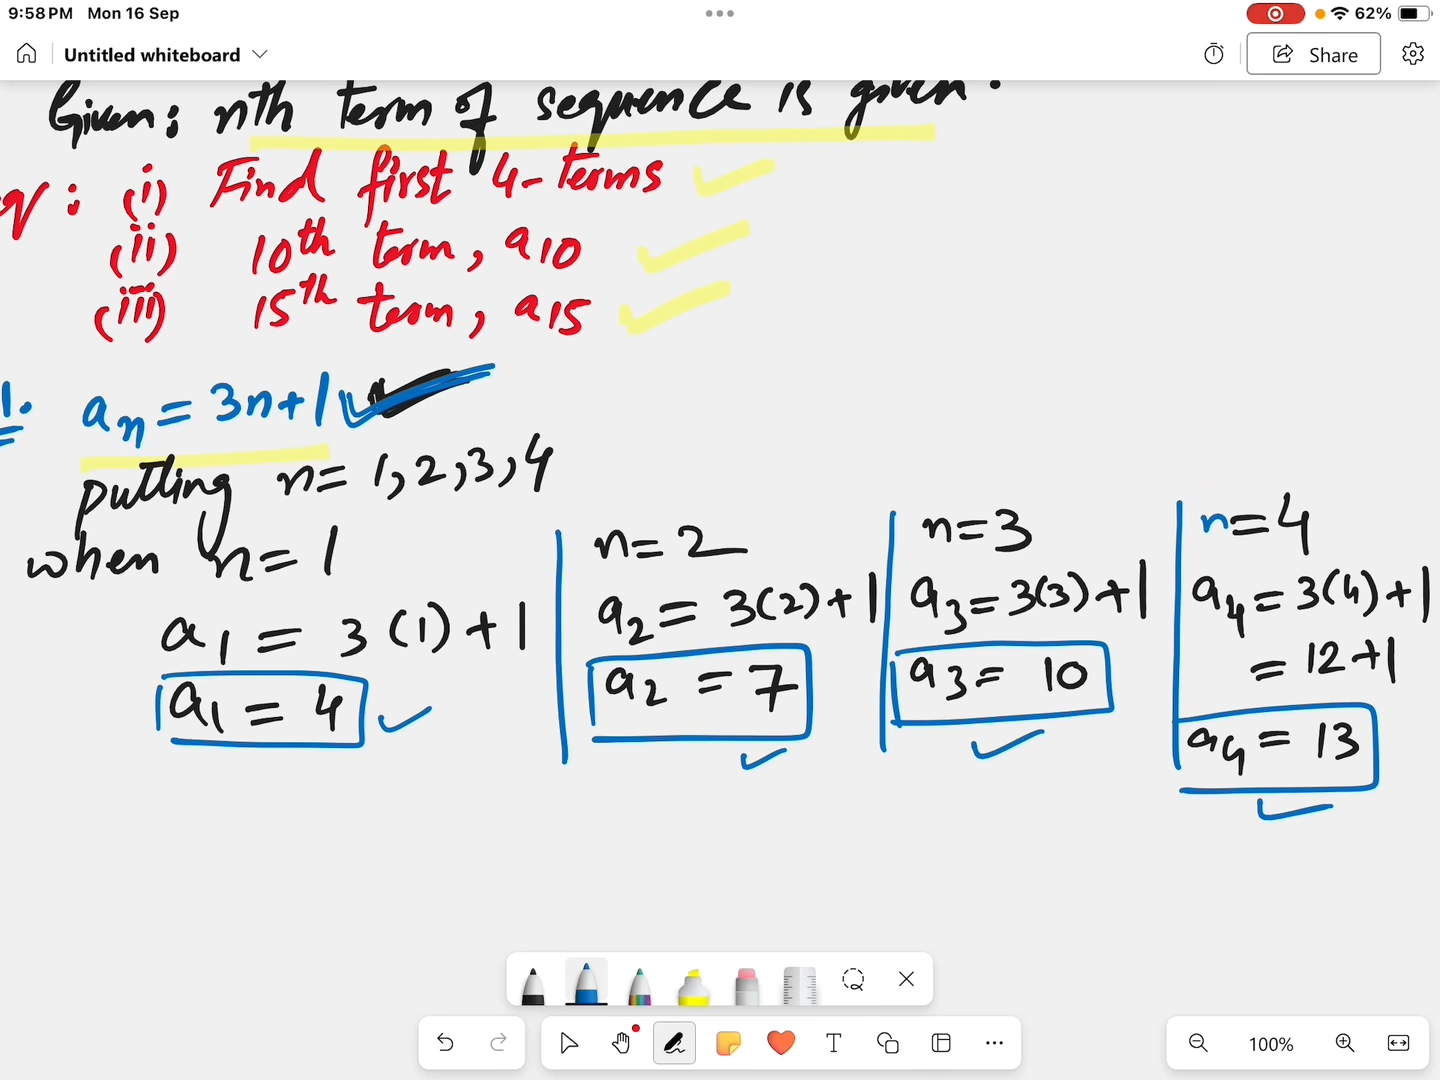 9:58 PM Mon 16 Sep
62%
Untitled whiteboard
Share
Given: nth term of sequence is given.
q: (i) Find first 4-terms
(ii) 10th term, a10
(iii) 15th term, a15
1. an = 3n+1
putting n= 1,2,3,4
when n= 1
a1 = 3(1)+1
a1 = 4
n= 2
a2 = 3(2)+1
a2 = 7
n=3
a3=3(3)+1
a3= 10
n=4
a4=3(4)+1
= 12+1
a4= 13
T
100%